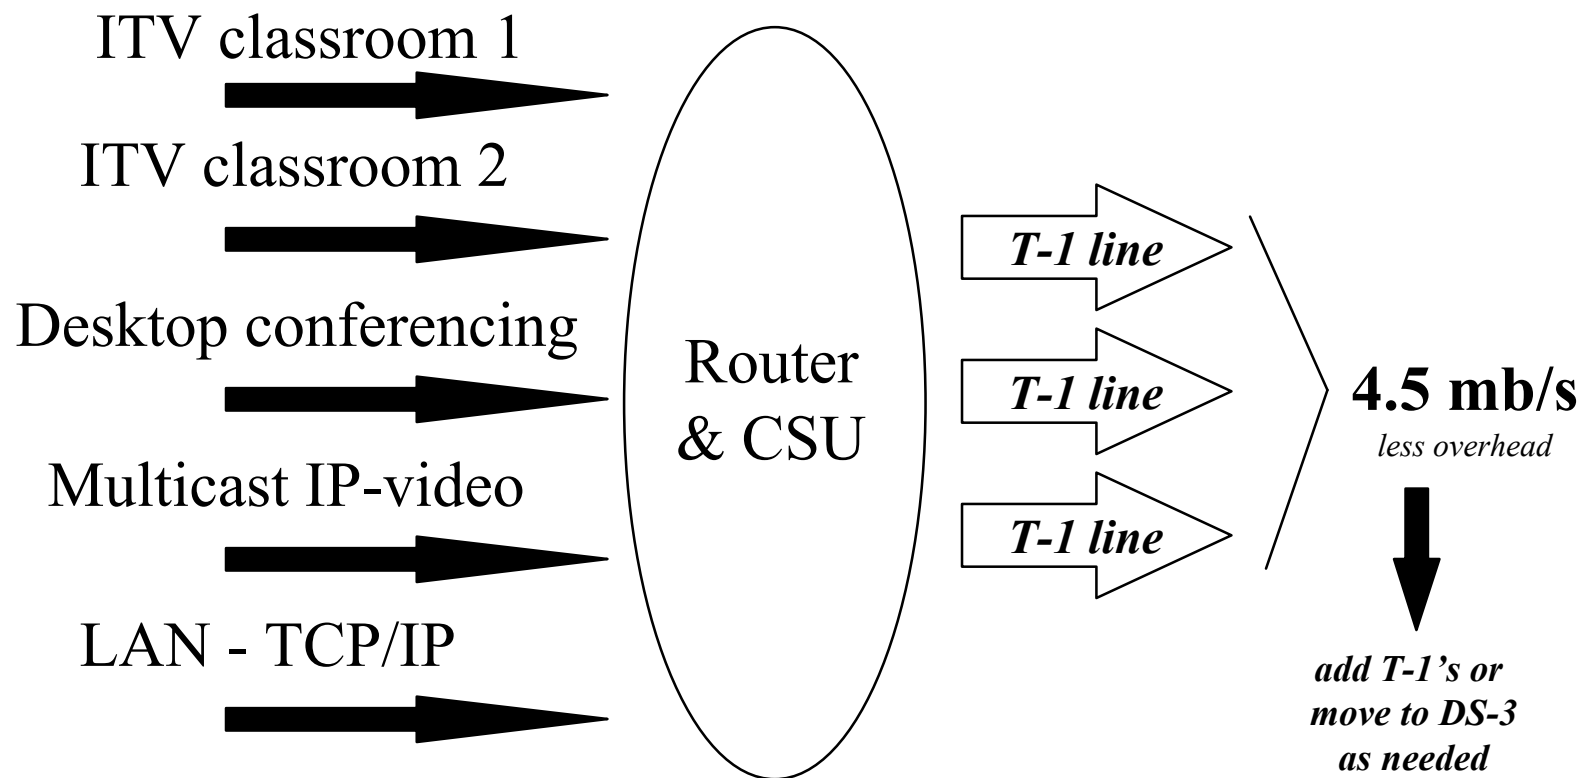 ITV classroom 1
ITV classroom 2
Desktop conferencing
Multicast IP-video
LAN - TCP/IP
Router
& CSU
T-1 line
T-1 line
T-1 line
4.5 mb/s
less overhead
add T-1’s or
move to DS-3
as needed